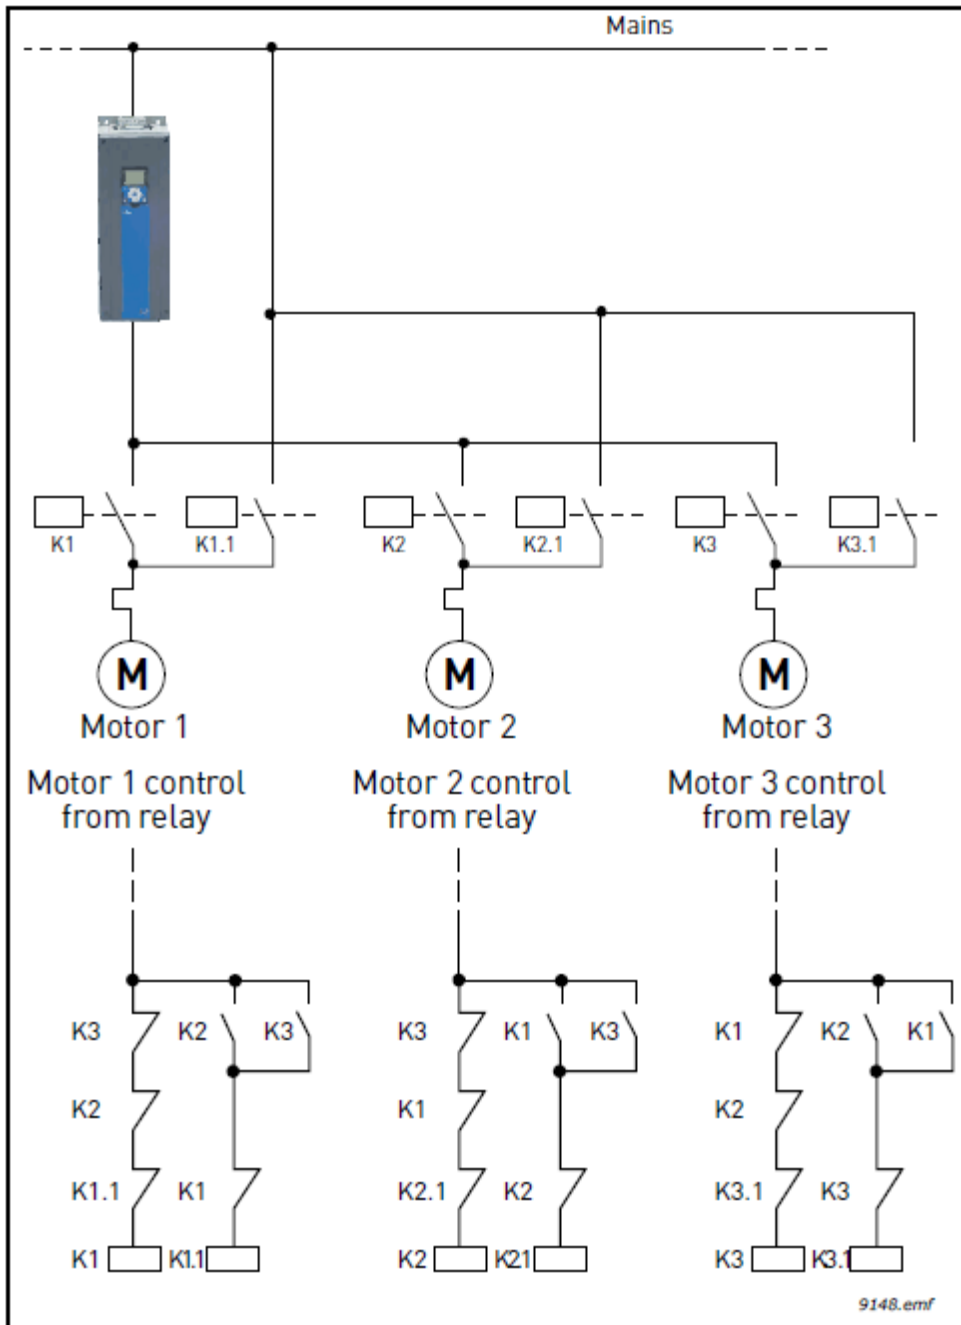 Mains
K1 K1.1 K2 K2.1 K3 K3.1
M M M
Motor 1 Motor 2 Motor 3
Motor 1 control Motor 2 control Motor 3 control
from relay from relay from relay
K3 K2 K3 K3 K1 K3 K1 K2 K1
K2 K1 K2
K1.1 K1 K2.1 K2 K3.1 K3
K1 K1.1 K2 K21 K3 K3.1
9148.emf